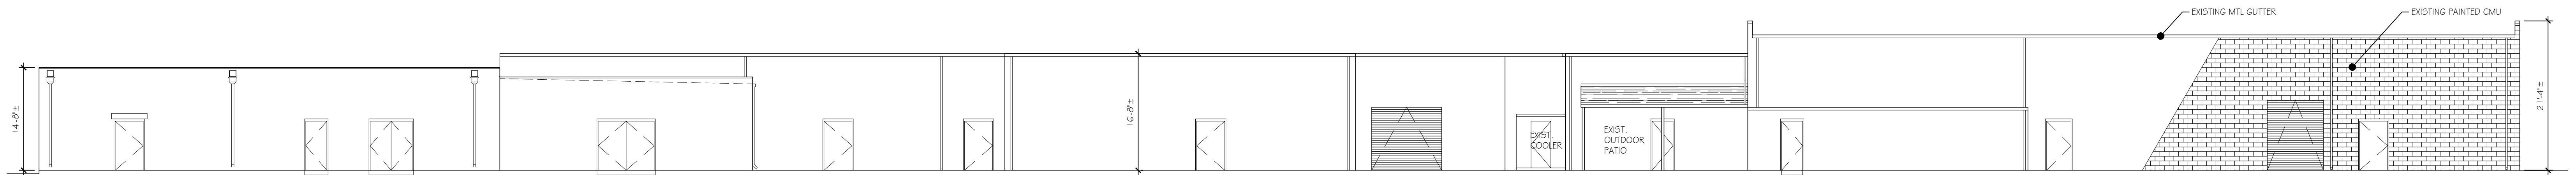 EXISTING MTL GUTTER
EXISTING PAINTED CMU
14'-8"±
16'-8"±
21'-4"±
EXIST.
COOLER
EXIST.
OUTDOOR
PATIO